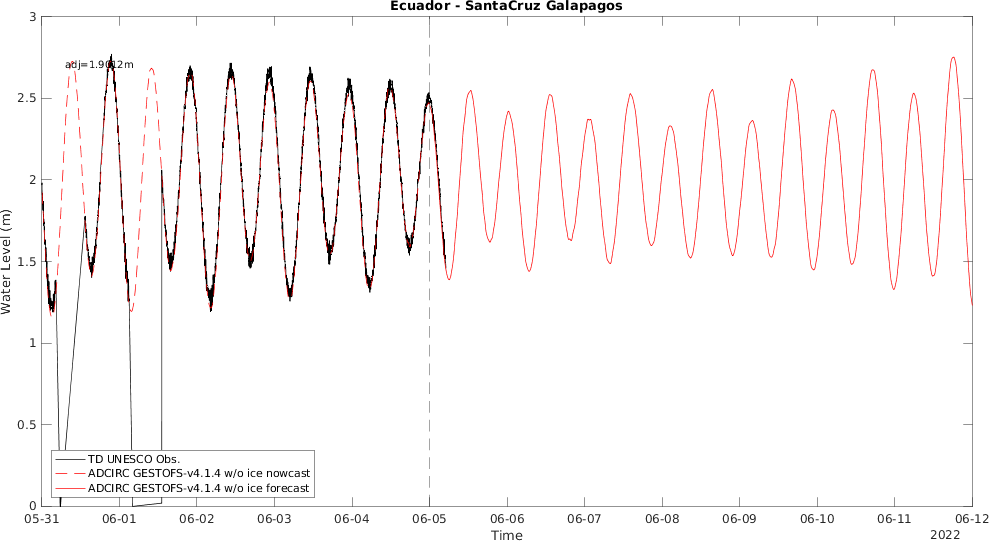 Ecuador - SantaCruz Galapagos
3
2.5
2
1.5
1
0.5
0
Water Level (m)
TD UNESCO Obs.
ADCIRC GESTOFS-v4.1.4 w/o ice nowcast
ADCIRC GESTOFS-v4.1.4 w/o ice forecast
05-31 06-01 06-02 06-03 06-04 06-05 06-06 06-07 06-08 06-09 06-10 06-11 06-12
Time
2022